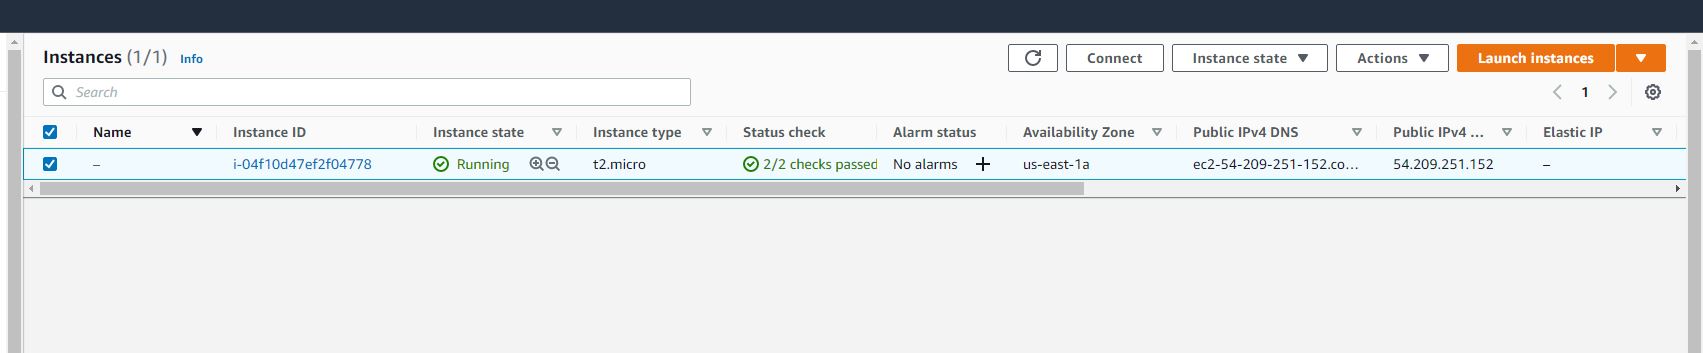 Instances (1/1) Info
Connect Instance state Actions Launch instances
Search
1
Name Instance ID Instance state Instance type Status check Alarm status Availability Zone Public IPv4 DNS Public IPv4 ... Elastic IP
– i-04f10d47ef2f04778 Running t2.micro 2/2 checks passed No alarms + us-east-1a ec2-54-209-251-152.co... 54.209.251.152 –